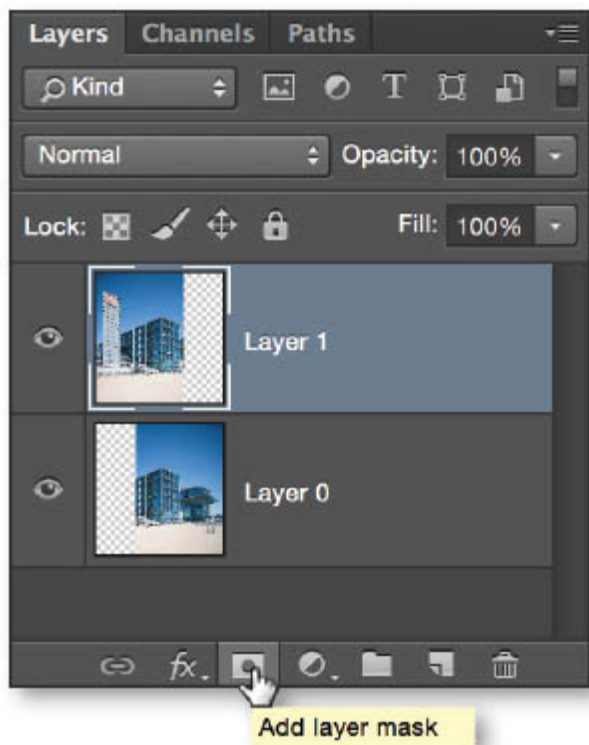 Layers Channels Paths
Kind
Normal Opacity: 100%
Lock: Fill: 100%
Layer 1
Layer 0
fx
Add layer mask